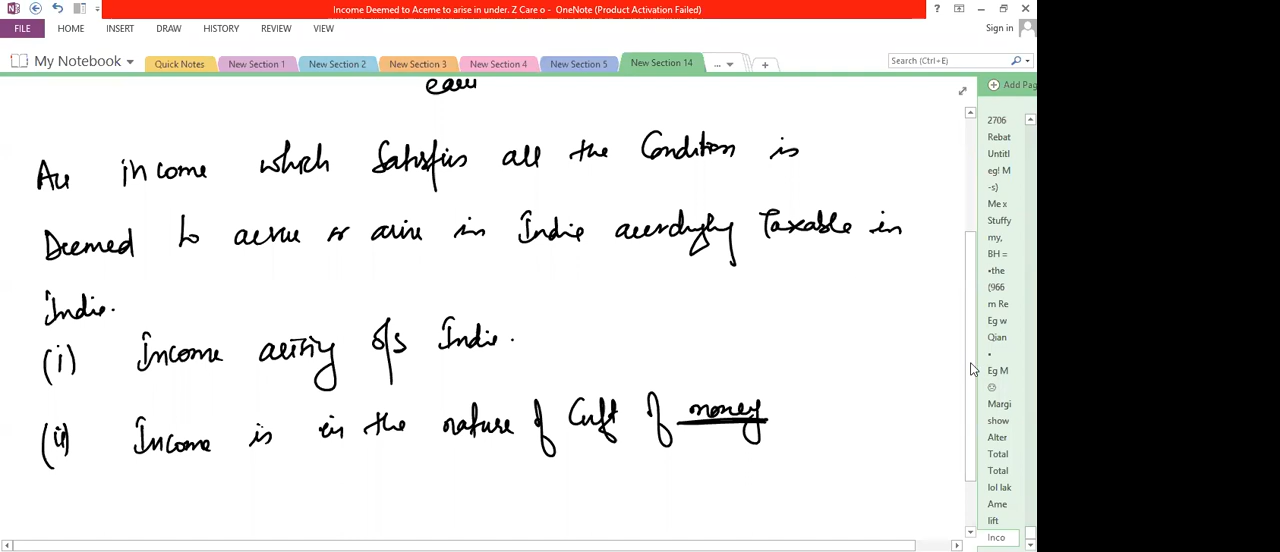 Income Deemed to Aceme to arise in under. Z Care o - OneNote (Product Activation Failed)
?
Sign in
FILE HOME INSERT DRAW HISTORY REVIEW VIEW
My Notebook Quick Notes New Section 1 New Section 2 New Section 3 New Section 4 New Section 5 New Section 14 ... + Search (Ctrl+E)
Add Pag
An income which Satisfies all the Condition is
Deemed to accrue or arise in India accordingly Taxable in
India.
(i) Income arising o/s India.
(ii) Income is in the nature of Gift of money
2706
Rebat
Untitl
eg! M
-s)
Me x
Stuffy
my,
BH =
•the
(966
m Re
Eg w
Qian
•
Eg M
☺
Margi
show
Alter
Total
Total
lol lak
Ame
lift
Inco